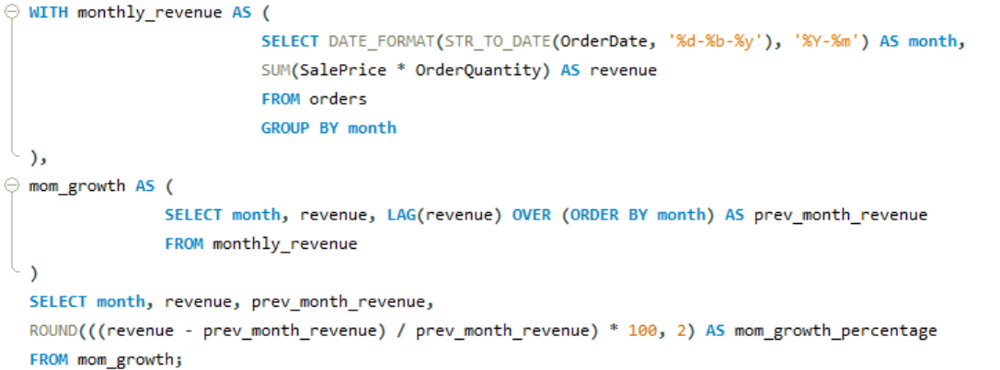 WITH monthly_revenue AS (
SELECT DATE_FORMAT(STR_TO_DATE(OrderDate, '%d-%b-%y'), '%Y-%m') AS month,
SUM(SalePrice * OrderQuantity) AS revenue
FROM orders
GROUP BY month
),
mom_growth AS (
SELECT month, revenue, LAG(revenue) OVER (ORDER BY month) AS prev_month_revenue
FROM monthly_revenue
)
SELECT month, revenue, prev_month_revenue,
ROUND(((revenue - prev_month_revenue) / prev_month_revenue) * 100, 2) AS mom_growth_percentage
FROM mom_growth;